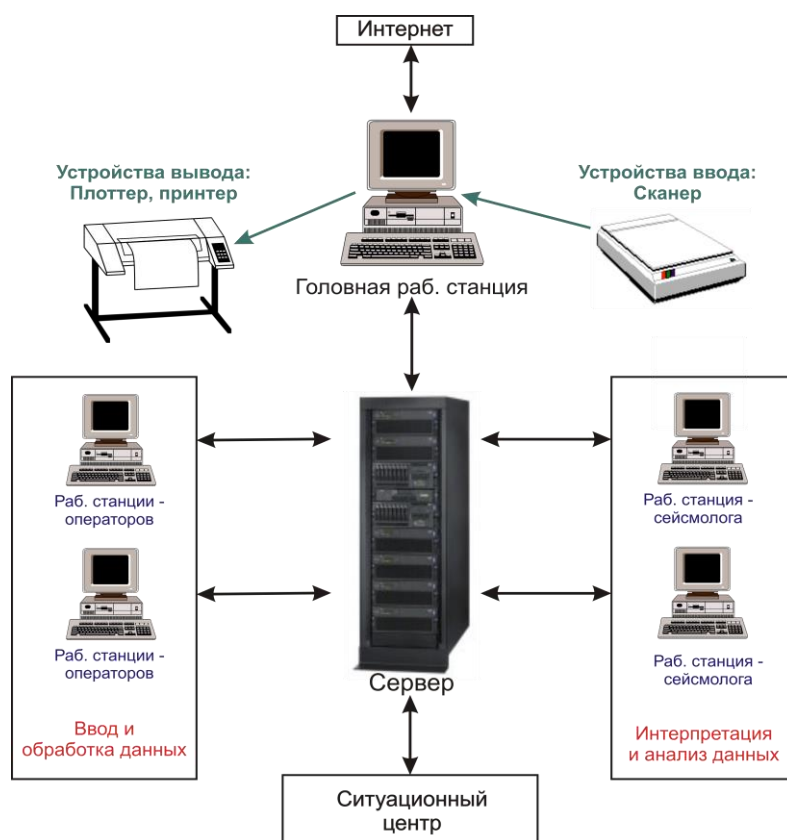 Интернет
Устройства вывода:
Плоттер, принтер
Устройства ввода:
Сканер
Головная раб. станция
Раб. станции -
операторов
Раб. станции -
операторов
Ввод и
обработка данных
Сервер
Раб. станция -
сейсмолога
Раб. станция -
сейсмолога
Интерпретация
и анализ данных
Ситуационный
центр